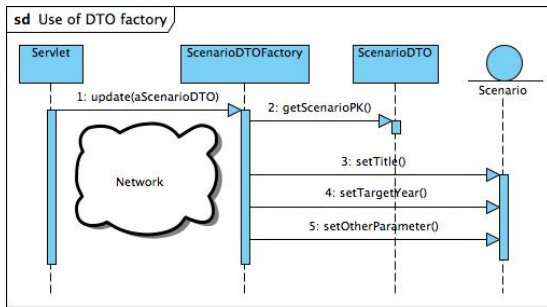 sd Use of DTO factory
Servlet
ScenarioDTOFactory
ScenarioDTO
Scenario
1: update(aScenarioDTO)
2: getScenarioPK()
Network
3: setTitle()
4: setTargetYear()
5: setOtherParameter()